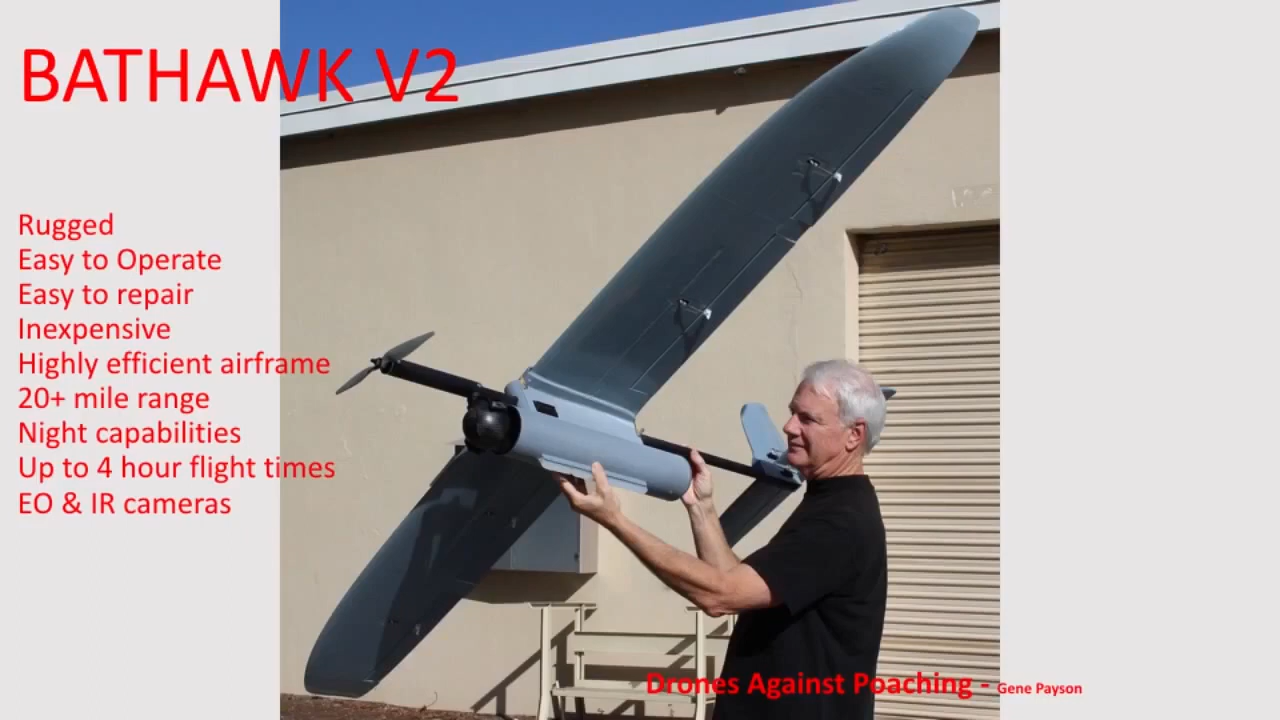 BATHAWK V2
Rugged
Easy to Operate
Easy to repair
Inexpensive
Highly efficient airframe
20+ mile range
Night capabilities
Up to 4 hour flight times
EO & IR cameras
Drones Against Poaching - Gene Payson